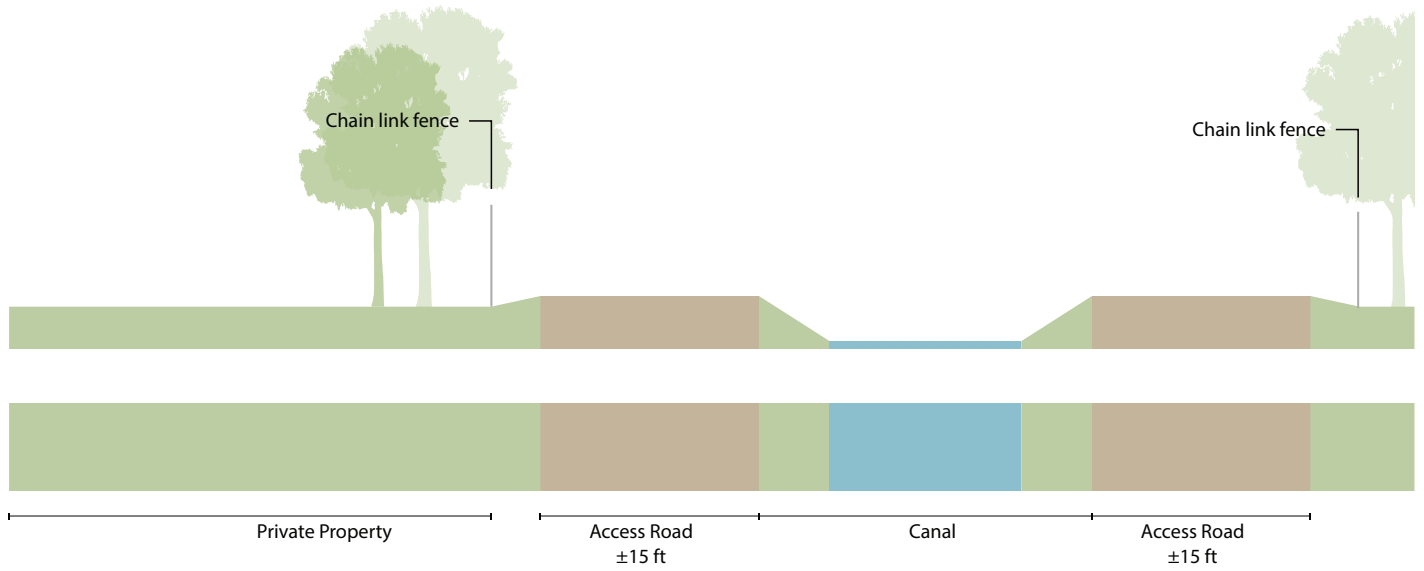 Chain link fence
Chain link fence
Private Property
Access Road
±15 ft
Canal
Access Road
±15 ft